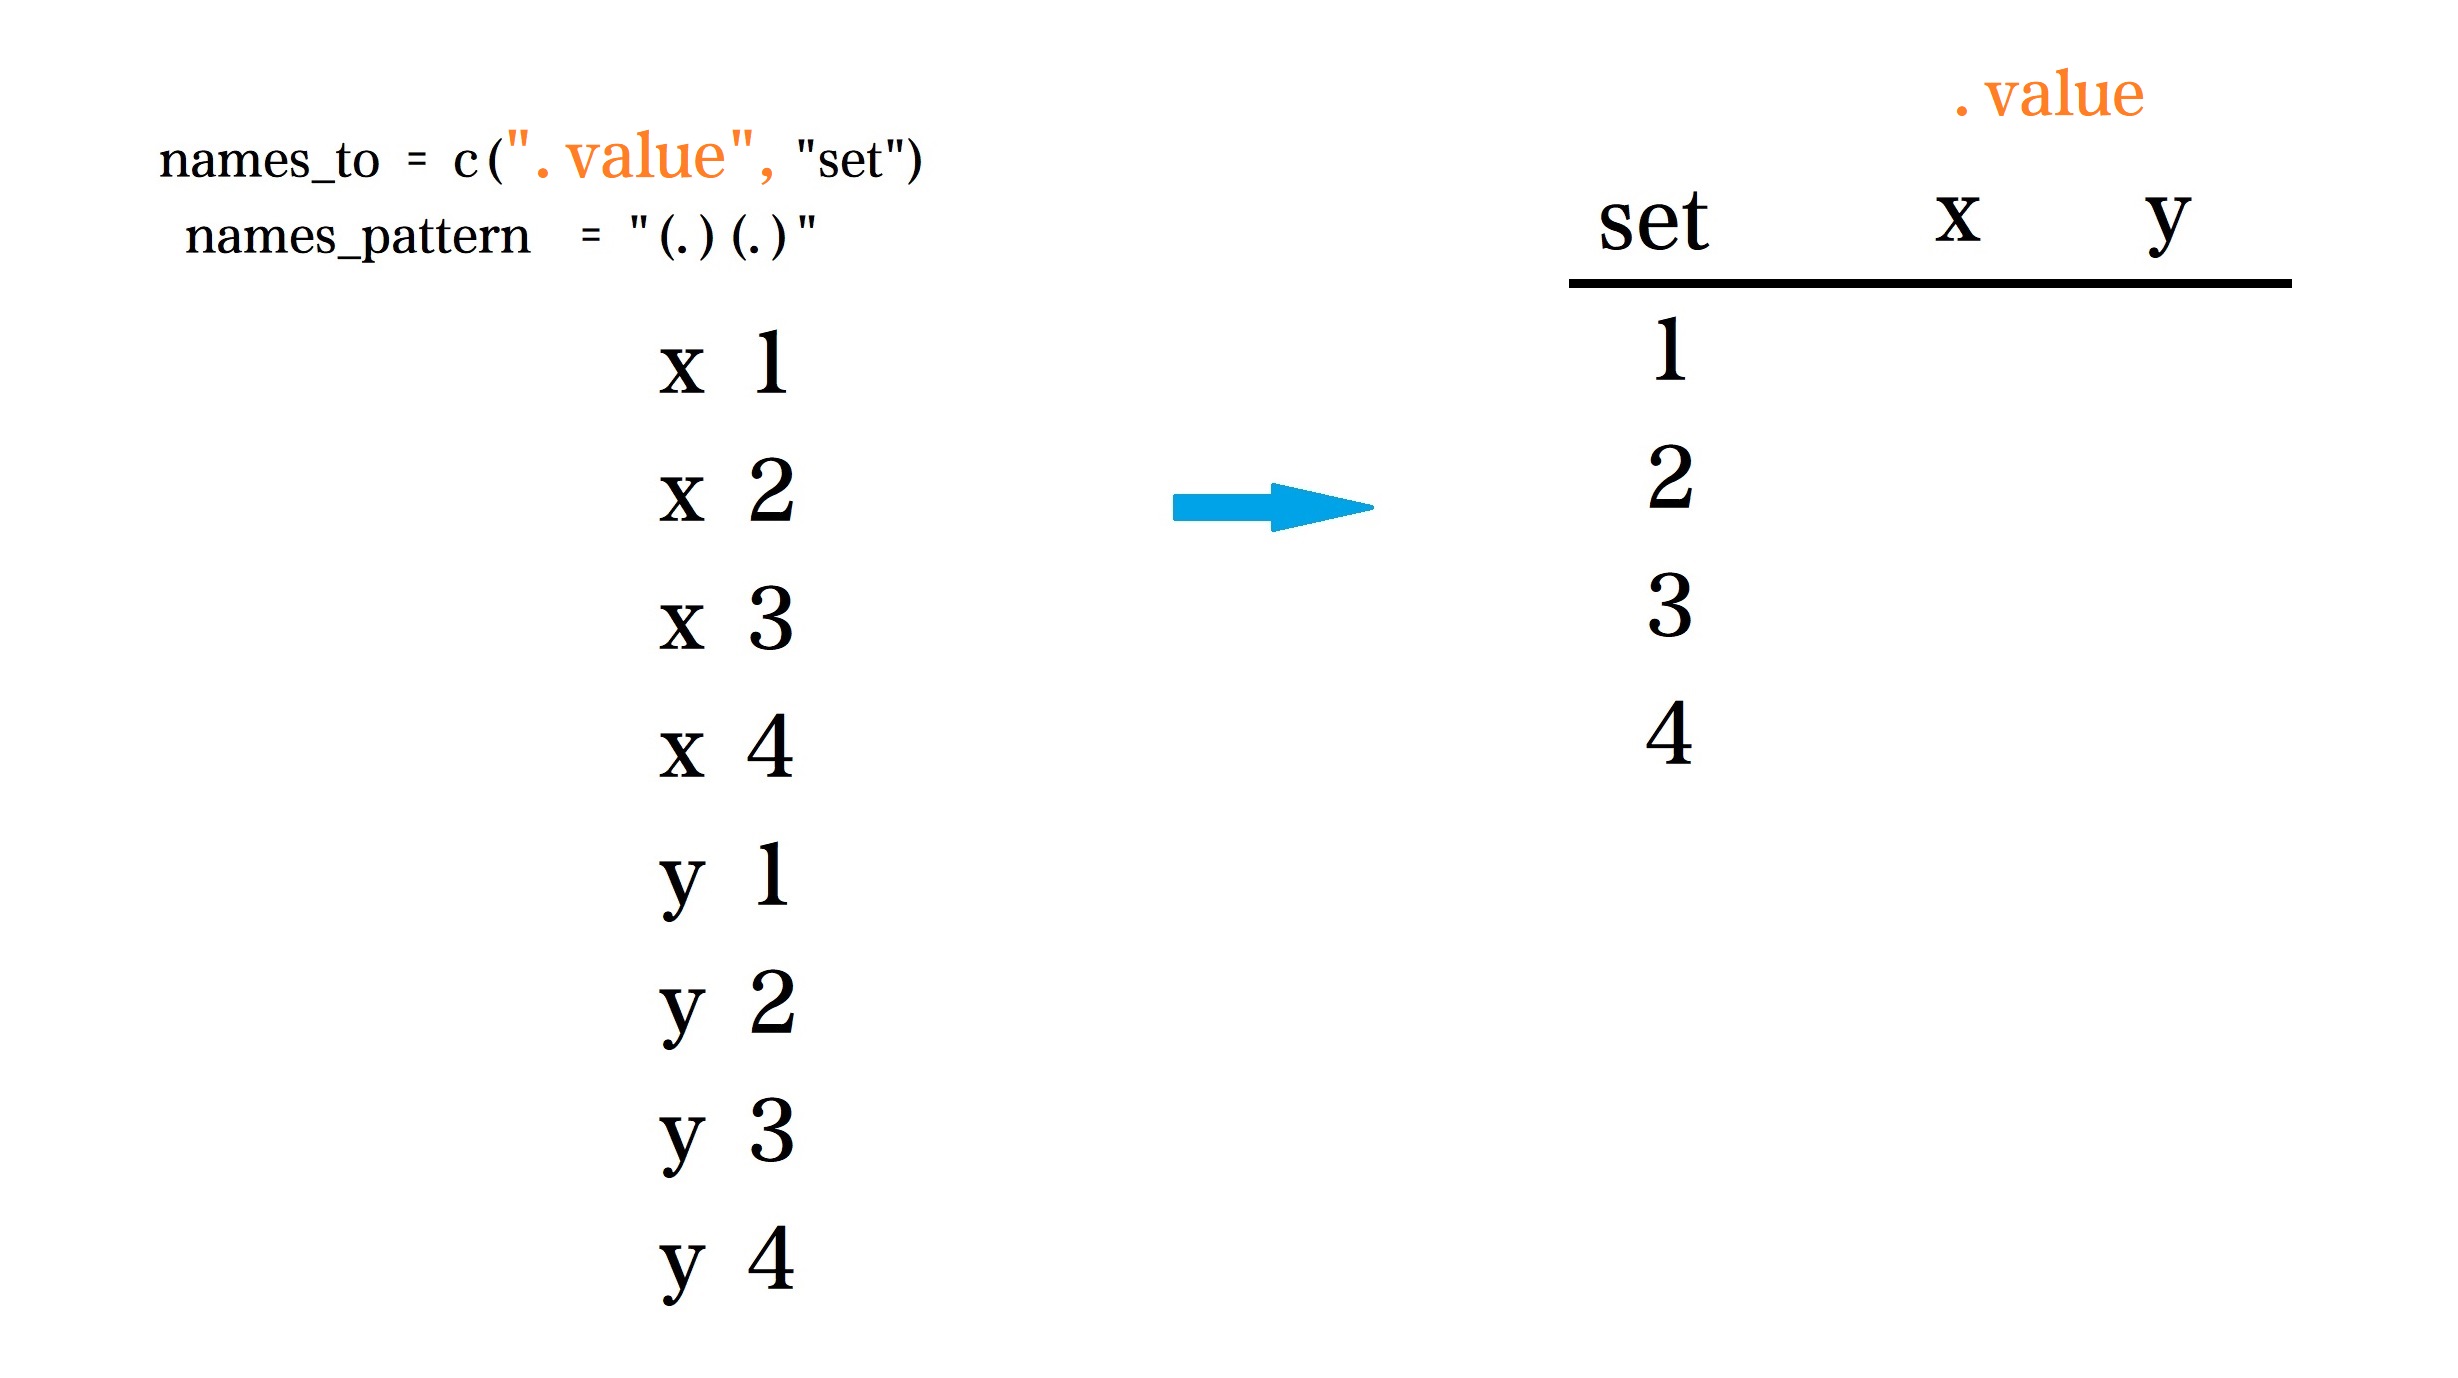 names_to = c(".value", "set")
names_pattern = "(.)(.)"
x 1
x 2
x 3
x 4
y 1
y 2
y 3
y 4
.value
set x y
1
2
3
4